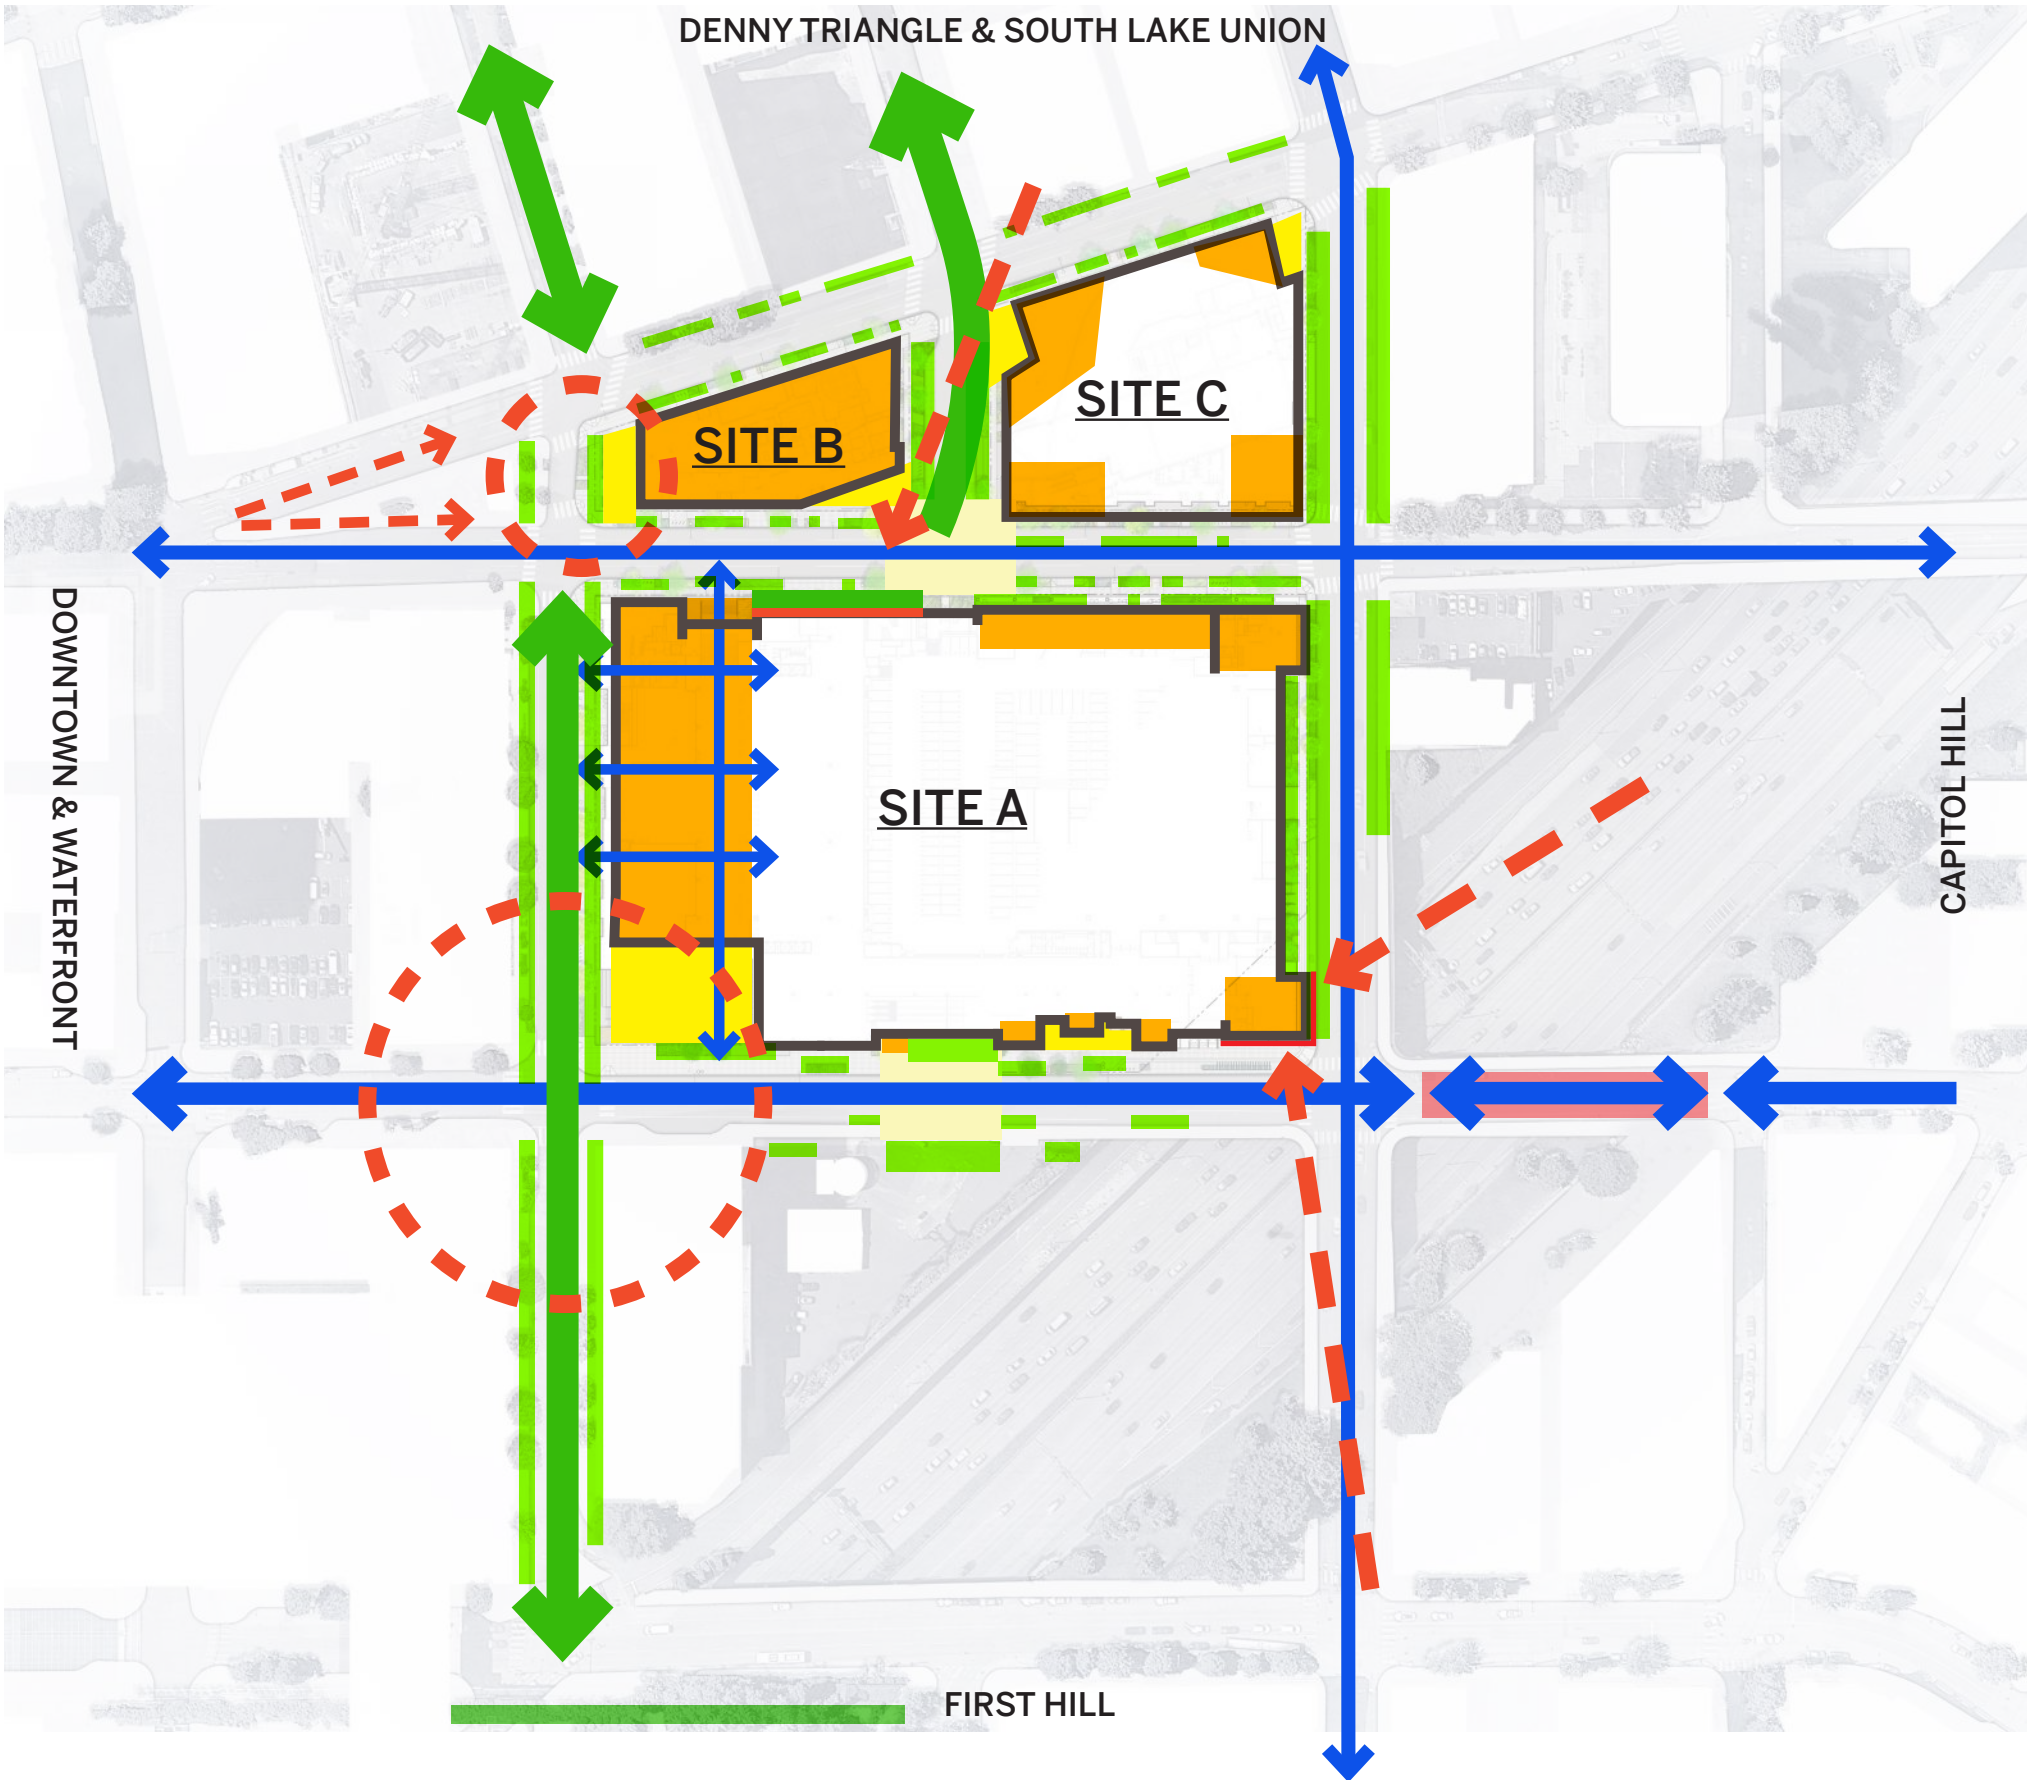 DENNY TRIANGLE & SOUTH LAKE UNION
SITE C
SITE B
DOWNTOWN & WATERFRONT
SITE A
CAPITOL HILL
FIRST HILL